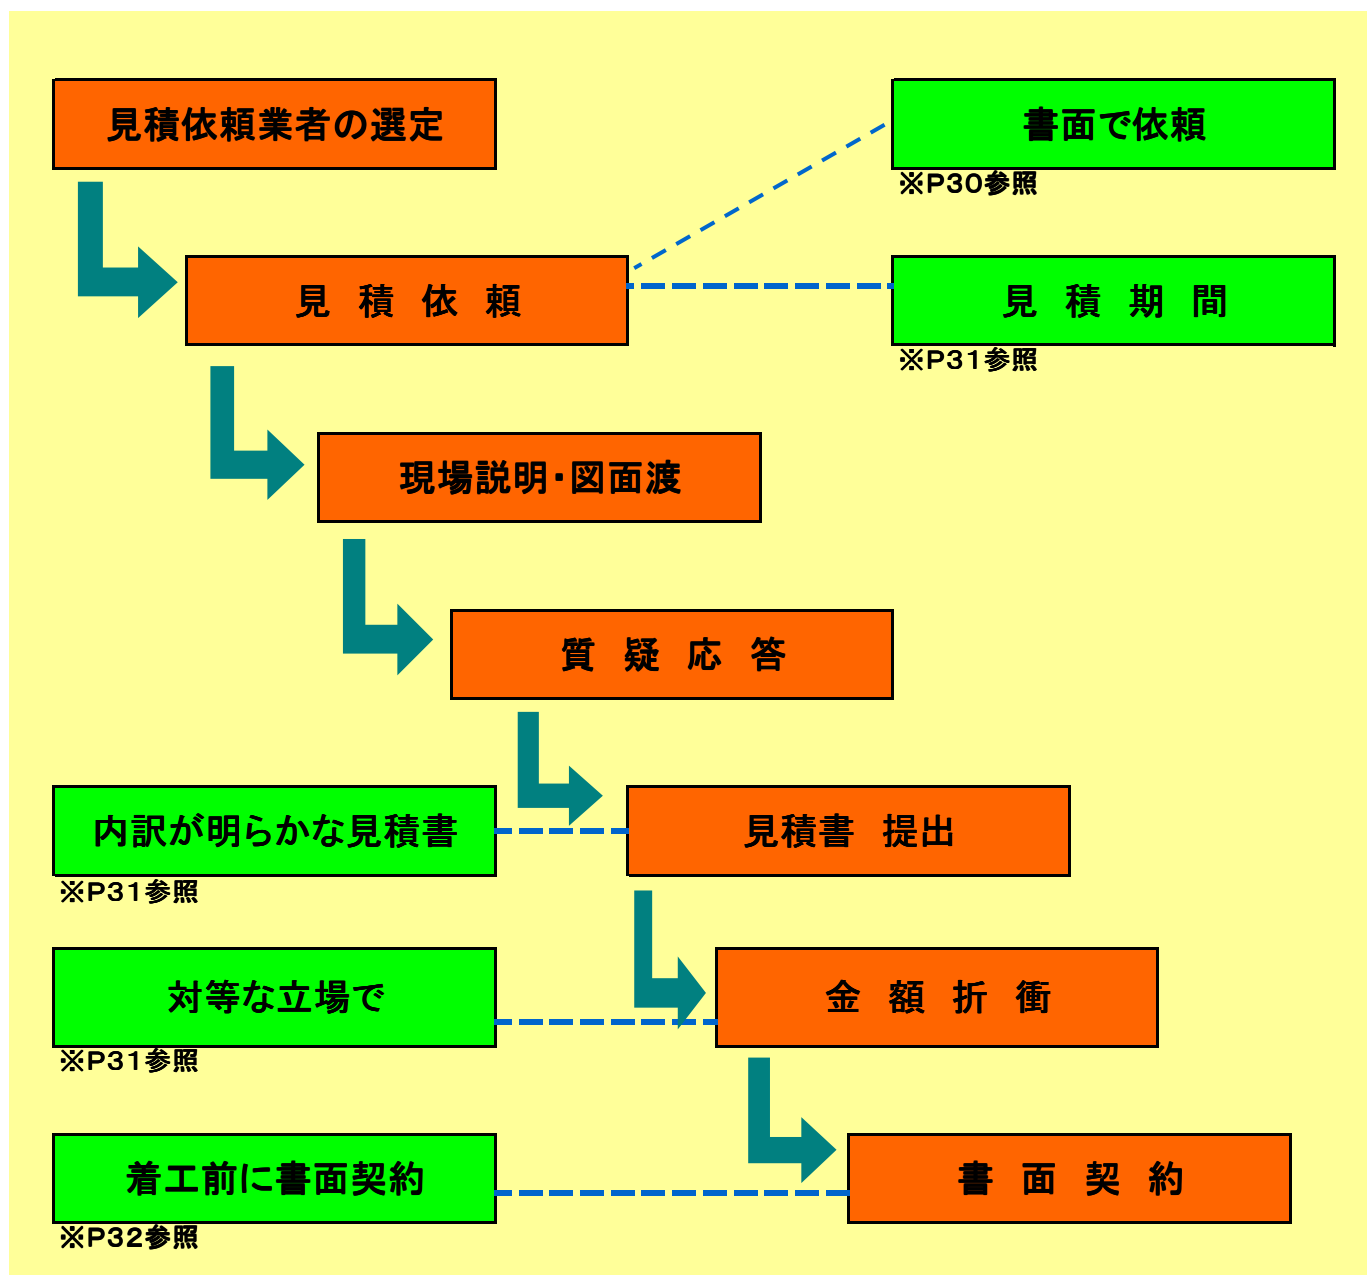 見積依頼業者の選定
書面で依頼
※P30参照
見　積　依　頼
見　積　期　間
※P31参照
現場説明・図面渡
質　疑　応　答
内訳が明らかな見積書
※P31参照
見積書　提出
対等な立場で
※P31参照
金　額　折　衝
着工前に書面契約
※P32参照
書　面　契　約